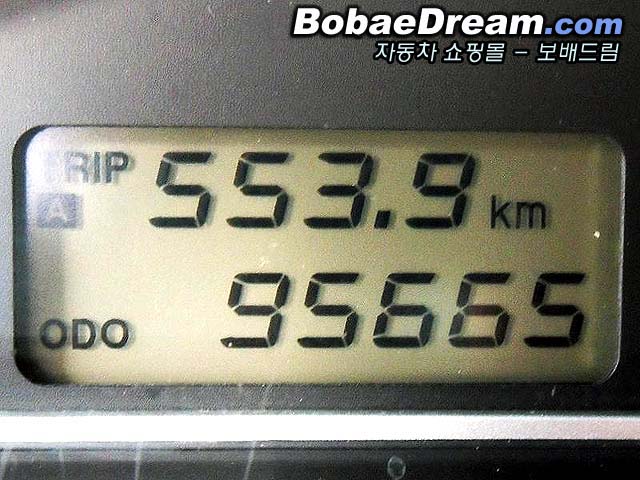 BobaeDream.com
자동차 쇼핑몰 - 보배드림
TRIP 553.9 km
A
ODO 95665